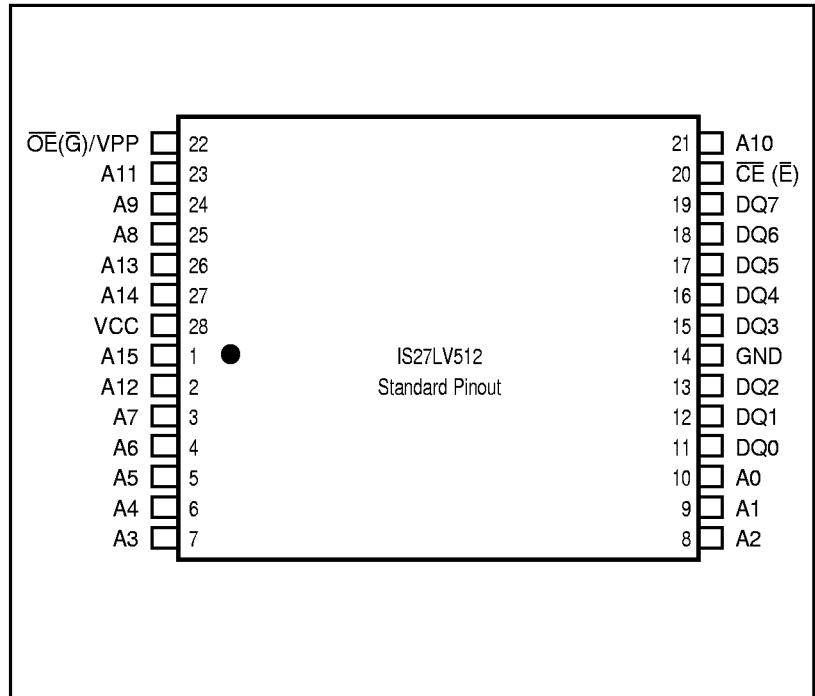 O̅E̅(G̅)/VPP 22 21 A10
A11 23 20 C̅E̅ (E̅)
A9 24 19 DQ7
A8 25 18 DQ6
A13 26 17 DQ5
A14 27 16 DQ4
VCC 28 15 DQ3
A15 1 14 GND
A12 2 13 DQ2
A7 3 12 DQ1
A6 4 11 DQ0
A5 5 10 A0
A4 6 9 A1
A3 7 8 A2
IS27LV512
Standard Pinout